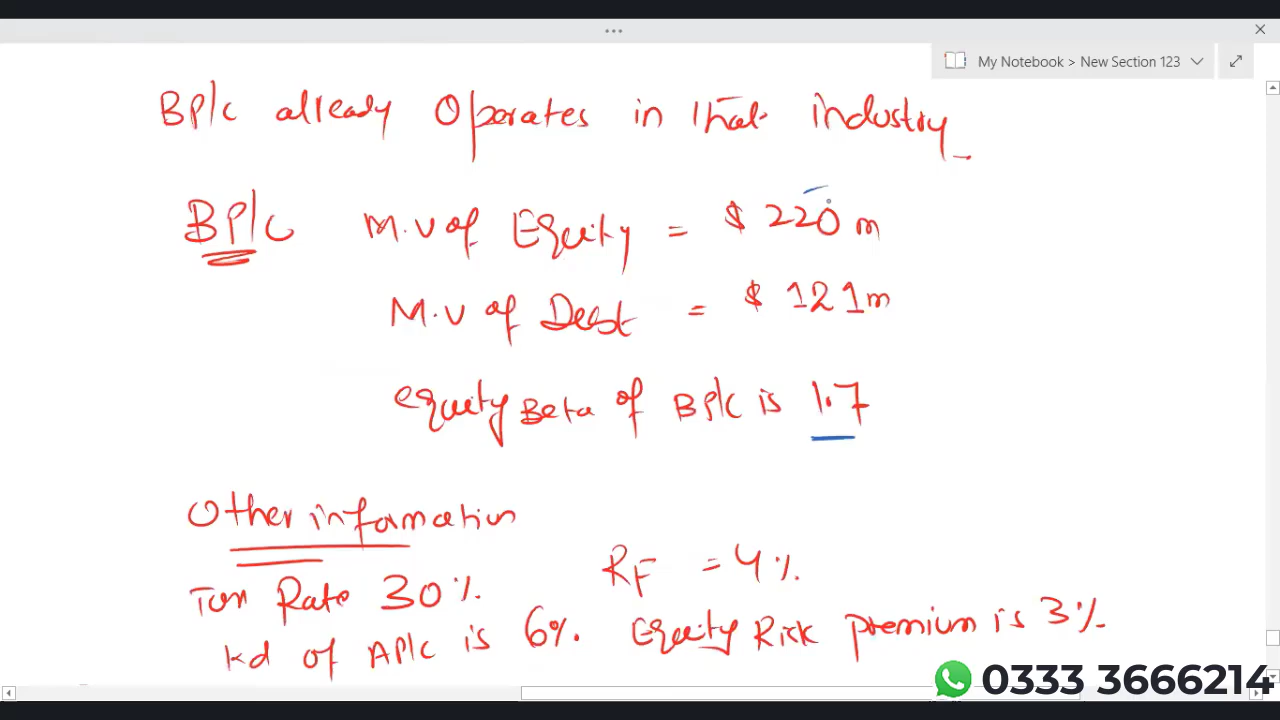 My Notebook > New Section 123
BPlc already Operates in that industry
BPlc M.V of Equity = $ 220 m
M.V of Debt = $ 121m
equity Beta of BPlc is 1.7
Other information
Tax Rate 30%. RF = 4%.
kd of APlc is 6%. Equity Risk premium is 3%.
0333 3666214